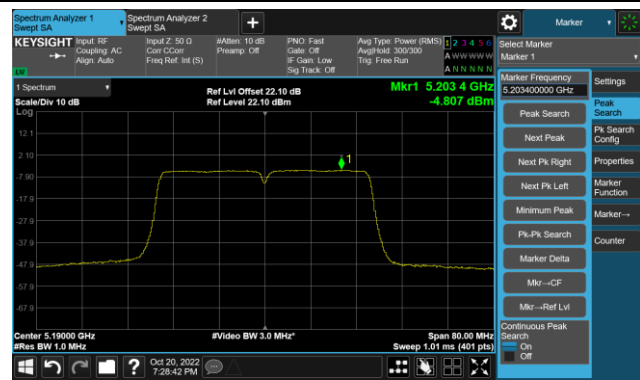 Spectrum Analyzer 1
Swept SA
Spectrum Analyzer 2
Swept SA
+
Marker
KEYSIGHT
Input: RF
Coupling: AC
Align: Auto
Input Z: 50 Ω
Corr CCorr
Freq Ref: Int (S)
#Atten: 10 dB
Preamp: Off
PNO: Fast
Gate: Off
IF Gain: Low
Sig Track: Off
Avg Type: Power (RMS)
Avg|Hold: 300/300
Trig: Free Run
1 2 3 4 5 6
A W W W W W
A N N N N N
Select Marker
Marker 1
LXI
1 Spectrum
Scale/Div 10 dB
Log
Ref Lvl Offset 22.10 dB
Ref Level 22.10 dBm
Mkr1 5.203 4 GHz
-4.807 dBm
12.1
2.10
-7.90
-17.9
-27.9
-37.9
-47.9
-57.9
-67.9
1
Center 5.19000 GHz
#Res BW 1.0 MHz
#Video BW 3.0 MHz*
Span 80.00 MHz
Sweep 1.01 ms (401 pts)
Marker Frequency
5.203400000 GHz
Peak Search
Next Peak
Next Pk Right
Next Pk Left
Minimum Peak
Pk-Pk Search
Marker Delta
Mkr→CF
Mkr→Ref Lvl
Continuous Peak
Search
On
Off
Settings
Peak
Search
Pk Search
Config
Properties
Marker
Function
Marker→
Counter
?
Oct 20, 2022
7:28:42 PM